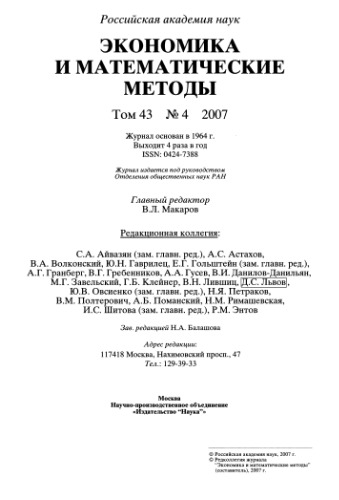 Российская академия наук
ЭКОНОМИКА
И МАТЕМАТИЧЕСКИЕ
МЕТОДЫ
Том 43 № 4 2007
Журнал основан в 1964 г.
Выходит 4 раза в год
ISSN: 0424-7388
Журнал издается под руководством
Отделения общественных наук РАН
Главный редактор
В.Л. Макаров
Редакционная коллегия:
С.А. Айвазян (зам. главн. ред.), А.С. Астахов,
В.А. Волконский, Ю.Н. Гаврилец, Е.Г. Гольштейн (зам. главн. ред.),
А.Г. Гранберг, В.Г. Гребенников, А.А. Гусев, В.И. Данилов-Данильян,
М.Г. Завельский, Г.Б. Клейнер, В.Н. Лившиц, Д.С. Львов,
Ю.В. Овсиенко (зам. главн. ред.), Н.Я. Петраков,
В.М. Полтерович, А.Б. Поманский, Н.М. Римашевская,
И.С. Шитова (зам. главн. ред.), Р.М. Энтов
Зав. редакцией Н.А. Балашова
Адрес редакции:
117418 Москва, Нахимовский просп., 47
Тел.: 129-39-33
Москва
Научно-производственное объединение
«Издательство “Наука”»
© Российская академия наук, 2007 г.
© Редколлегия журнала
“Экономика и математические методы”
(составитель), 2007 г.